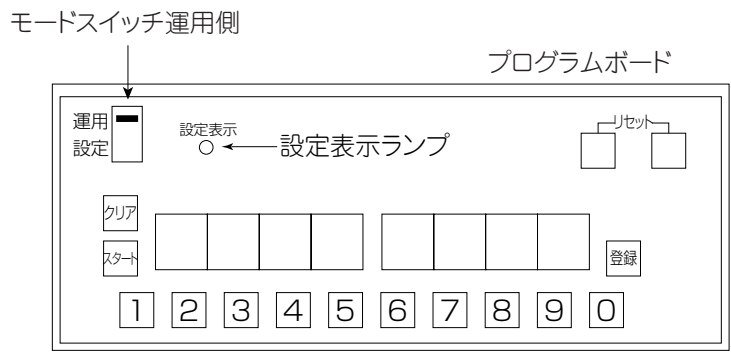 モードスイッチ運用側
プログラムボード
運用
設定
設定表示
設定表示ランプ
リセット
クリア
スタート
登録
1 2 3 4 5 6 7 8 9 0